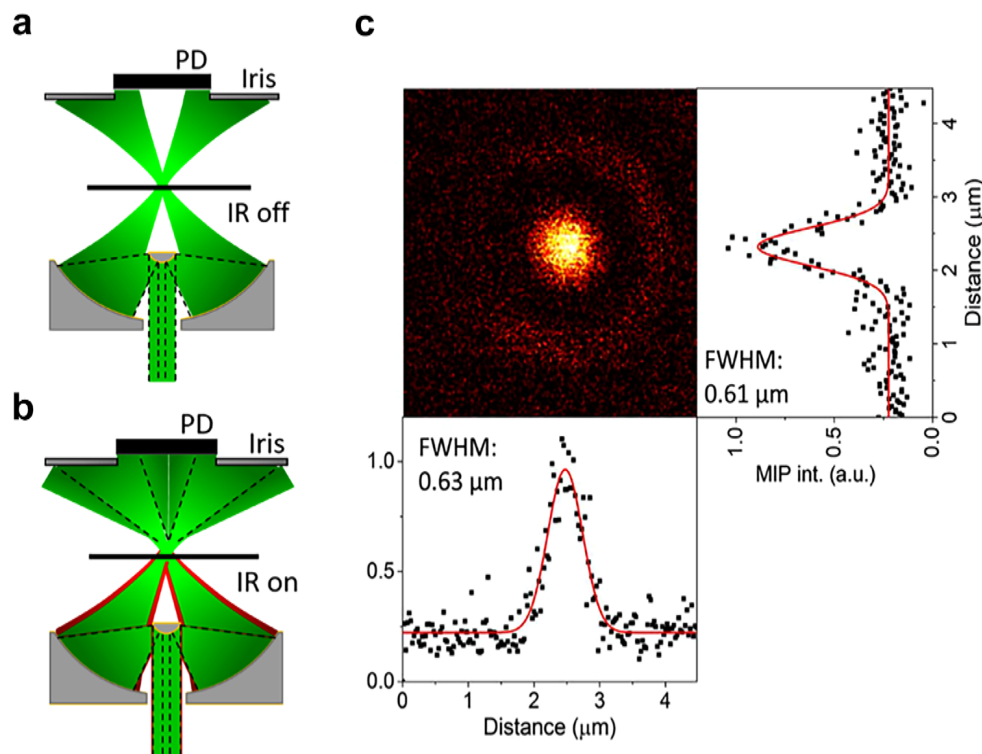 a
PD
Iris
IR off
b
PD
Iris
IR on
c
FWHM:
0.61 µm
0
1
2
3
4
Distance (µm)
1.0
0.5
0.0
MIP int. (a.u.)
FWHM:
0.63 µm
1.0
0.5
0.0
0
1
2
3
4
Distance (µm)